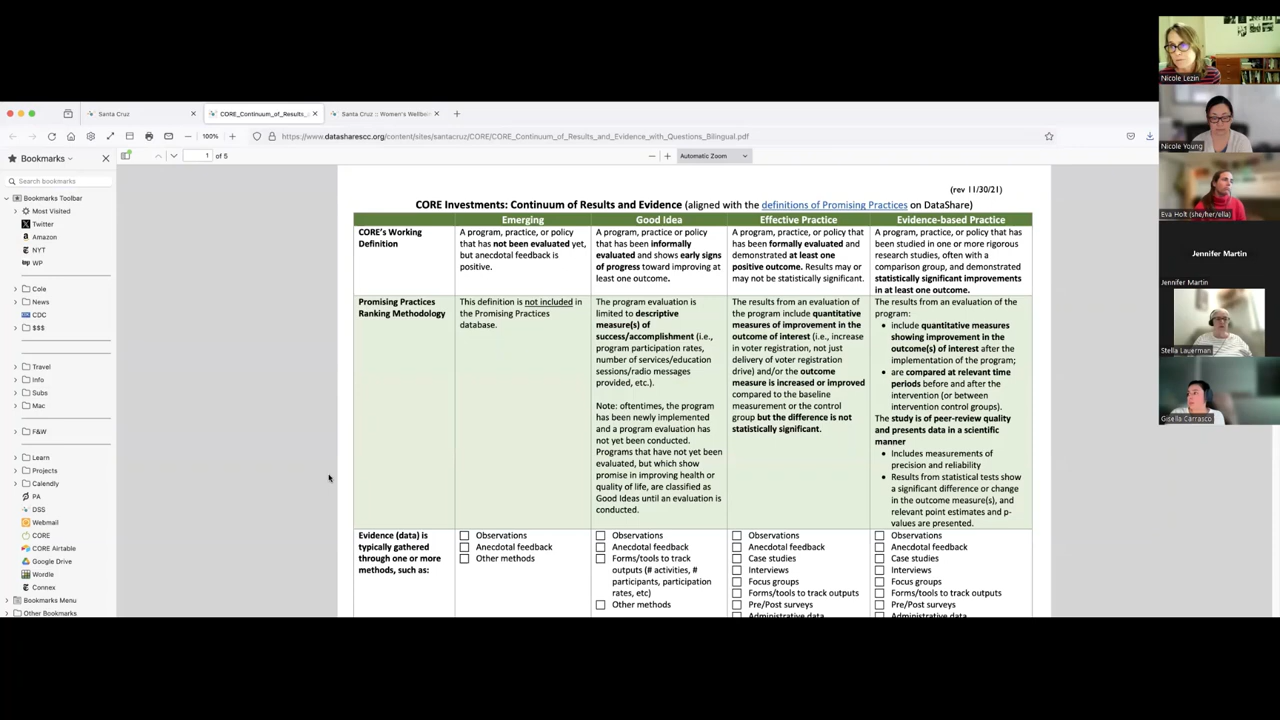 Santa Cruz
CORE_Continuum_of_Results_
Santa Cruz :: Women's Wellbei
100%
https://www.datasharescc.org/content/sites/santacruz/CORE/CORE_Continuum_of_Results_and_Evidence_with_Questions_Bilingual.pdf
Bookmarks
1 of 5
Automatic Zoom
Search bookmarks
Bookmarks Toolbar
Most Visited
Twitter
Amazon
NYT
WP
Cole
News
CDC
$$$
Travel
Info
Subs
Mac
F&W
Learn
Projects
Calendly
PA
DSS
Webmail
CORE
CORE Airtable
Google Drive
Wordle
Connex
Bookmarks Menu
Other Bookmarks
(rev 11/30/21)
CORE Investments: Continuum of Results and Evidence (aligned with the definitions of Promising Practices on DataShare)
Emerging
Good Idea
Effective Practice
Evidence-based Practice
CORE's Working
Definition
A program, practice, or policy
that has not been evaluated yet,
but anecdotal feedback is
positive.
A program, practice or policy
that has been informally
evaluated and shows early signs
of progress toward improving at
least one outcome.
A program, practice, or policy that
has been formally evaluated and
demonstrated at least one
positive outcome. Results may or
may not be statistically significant.
A program, practice, or policy that has
been studied in one or more rigorous
research studies, often with a
comparison group, and demonstrated
statistically significant improvements
in at least one outcome.
Promising Practices
Ranking Methodology
This definition is not included in
the Promising Practices
database.
The program evaluation is
limited to descriptive
measure(s) of
success/accomplishment (i.e.,
program participation rates,
number of services/education
sessions/radio messages
provided, etc.).
Note: oftentimes, the program
has been newly implemented
and a program evaluation has
not yet been conducted.
Programs that have not yet been
evaluated, but which show
promise in improving health or
quality of life, are classified as
Good Ideas until an evaluation is
conducted.
The results from an evaluation of
the program include quantitative
measures of improvement in the
outcome of interest (i.e., increase
in voter registration, not just
delivery of voter registration
drive) and/or the outcome
measure is increased or improved
compared to the baseline
measurement or the control
group but the difference is not
statistically significant.
The results from an evaluation of the
program:
• include quantitative measures
showing improvement in the
outcome(s) of interest after the
implementation of the program;
• are compared at relevant time
periods before and after the
intervention (or between
intervention control groups).
The study is of peer-review quality
and presents data in a scientific
manner
• Includes measurements of
precision and reliability
• Results from statistical tests show
a significant difference or change
in the outcome measure(s), and
relevant point estimates and p-
values are presented.
Evidence (data) is
typically gathered
through one or more
methods, such as:
Observations
Anecdotal feedback
Other methods
Observations
Anecdotal feedback
Forms/tools to track
outputs (# activities, #
participants, participation
rates, etc)
Other methods
Observations
Anecdotal feedback
Case studies
Interviews
Focus groups
Forms/tools to track outputs
Pre/Post surveys
Administrative data
Observations
Anecdotal feedback
Case studies
Interviews
Focus groups
Forms/tools to track outputs
Pre/Post surveys
Administrative data
Nicole Lezin
Nicole Young
Eva Holt (she/her/ella)
Jennifer Martin
Jennifer Martin
Stella Lauerman
Gisella Carrasco